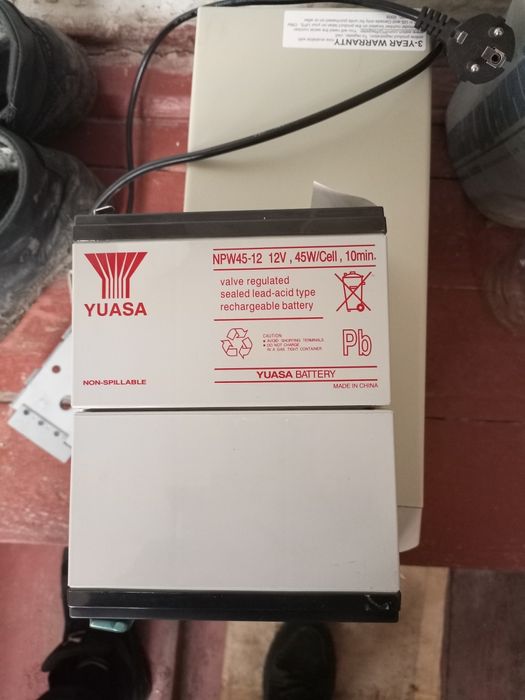 3-YEAR WARRANTY
YUASA
NON-SPILLABLE
NPW45-12 12V , 45W/Cell , 10min.
valve regulated
sealed lead-acid type
rechargeable battery
CAUTION:
● AVOID SHORTING TERMINALS
● DO NOT CHARGE
IN A GAS TIGHT CONTAINER
Pb
YUASA BATTERY
MADE IN CHINA